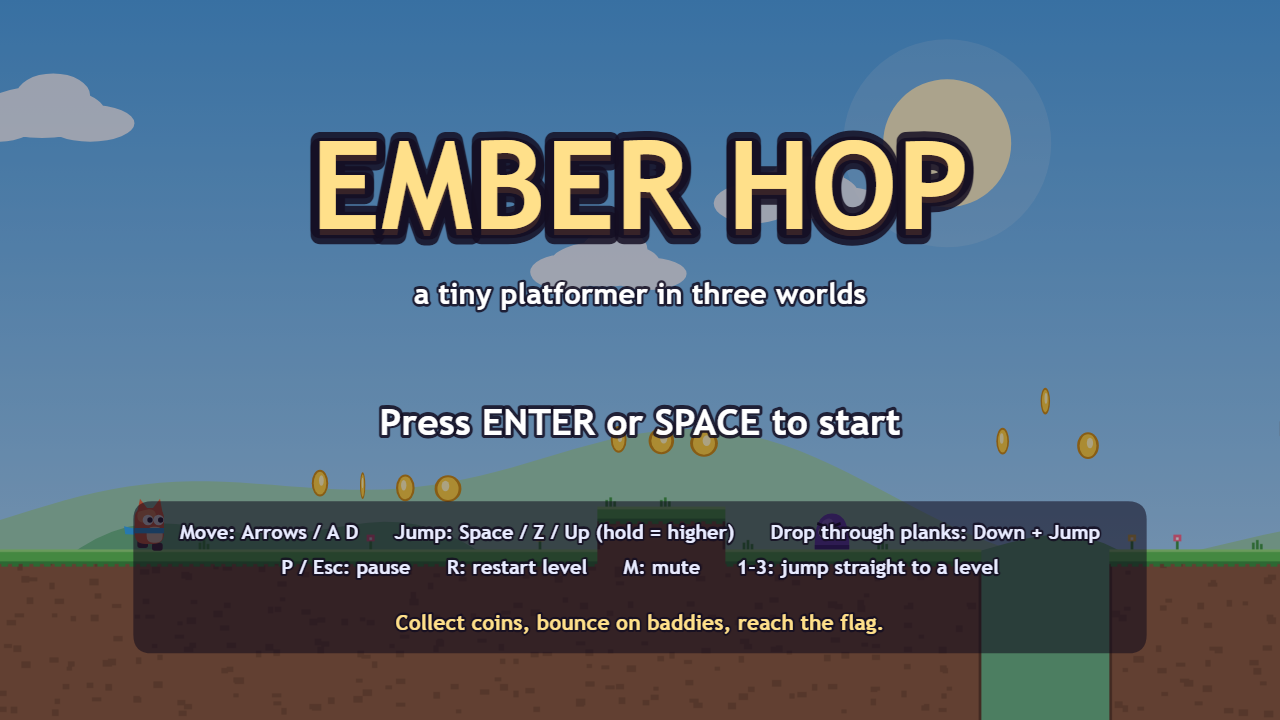 EMBER HOP
a tiny platformer in three worlds
Press ENTER or SPACE to start
Move: Arrows / A D Jump: Space / Z / Up (hold = higher) Drop through planks: Down + Jump
P / Esc: pause R: restart level M: mute 1-3: jump straight to a level
Collect coins, bounce on baddies, reach the flag.